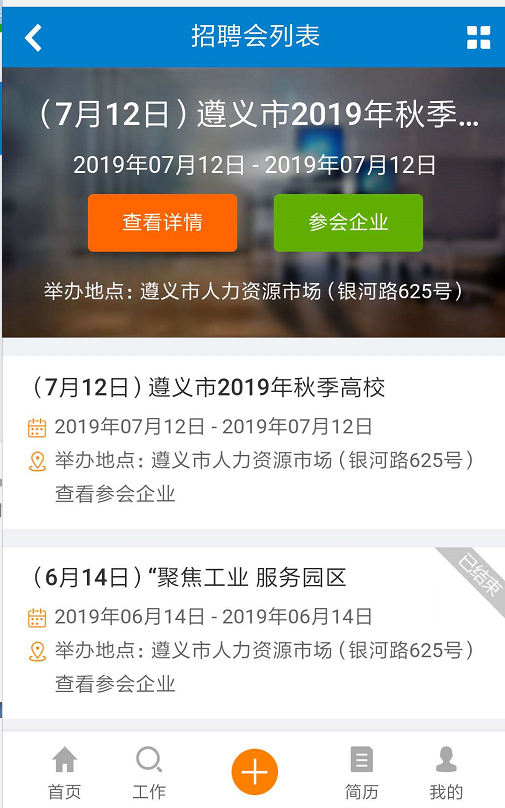 招聘会列表
（7月12日）遵义市2019年秋季...
2019年07月12日 - 2019年07月12日
查看详情
参会企业
举办地点：遵义市人力资源市场（银河路625号）
（7月12日）遵义市2019年秋季高校
2019年07月12日 - 2019年07月12日
举办地点：遵义市人力资源市场（银河路625号）
查看参会企业
已结束
（6月14日）“聚焦工业 服务园区
2019年06月14日 - 2019年06月14日
举办地点：遵义市人力资源市场（银河路625号）
查看参会企业
首页
工作
简历
我的